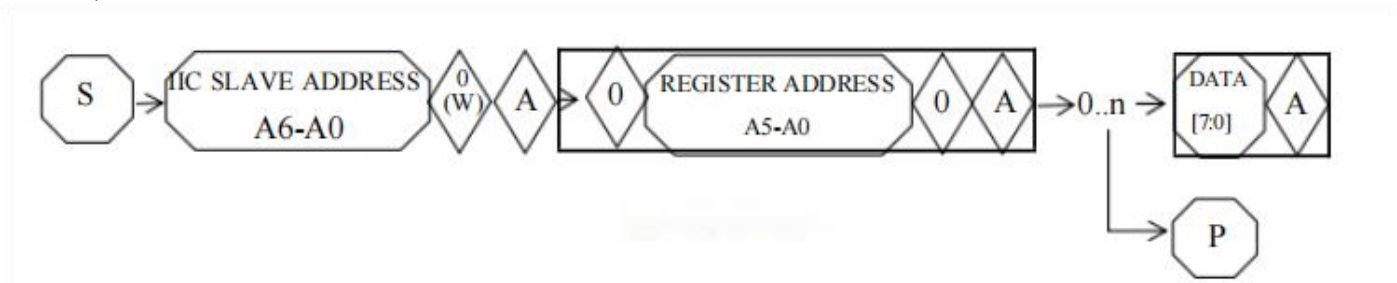 S
IIC SLAVE ADDRESS
A6-A0
0
(W)
A
0
REGISTER ADDRESS
A5-A0
0
A
0..n
DATA
[7:0]
A
P